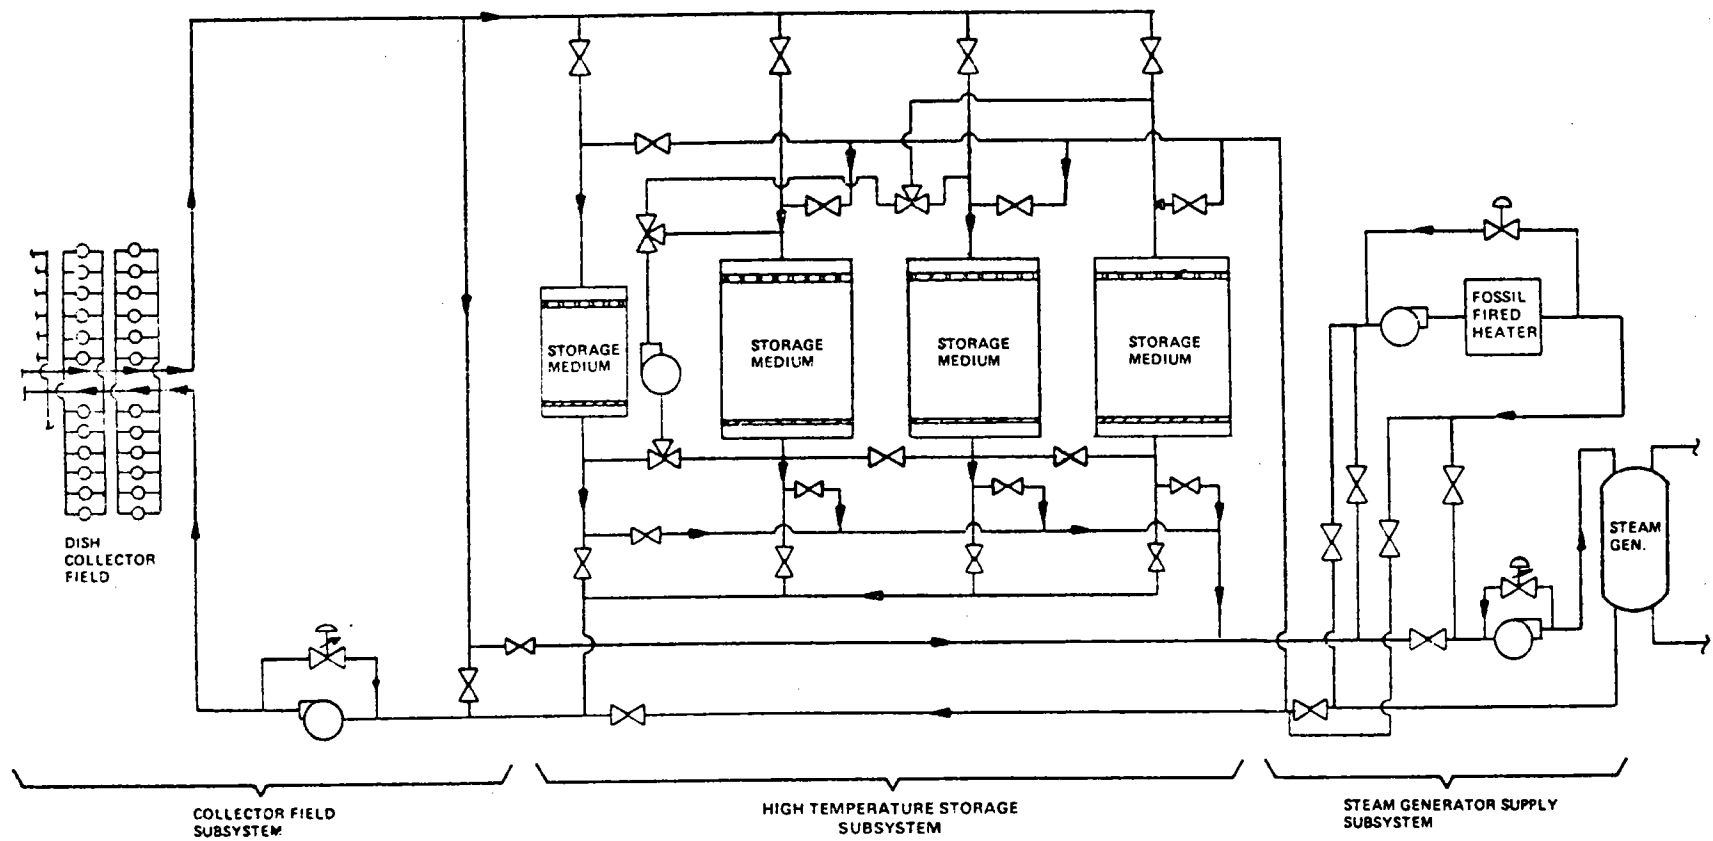 STORAGE
MEDIUM
STORAGE
MEDIUM
STORAGE
MEDIUM
STORAGE
MEDIUM
FOSSIL
FIRED
HEATER
STEAM
GEN.
DISH
COLLECTOR
FIELD
COLLECTOR FIELD
SUBSYSTEM
HIGH TEMPERATURE STORAGE
SUBSYSTEM
STEAM GENERATOR SUPPLY
SUBSYSTEM